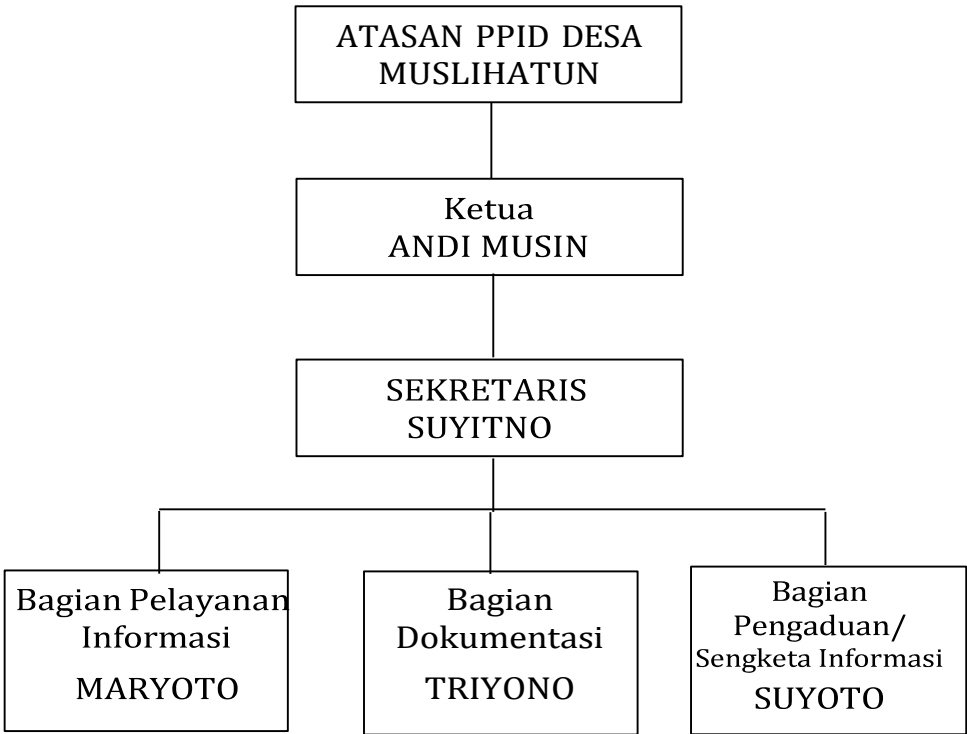 ATASAN PPID DESA
MUSLIHATUN
Ketua
ANDI MUSIN
SEKRETARIS
SUYITNO
Bagian Pelayanan
Informasi
MARYOTO
Bagian
Dokumentasi
TRIYONO
Bagian
Pengaduan/
Sengketa Informasi
SUYOTO